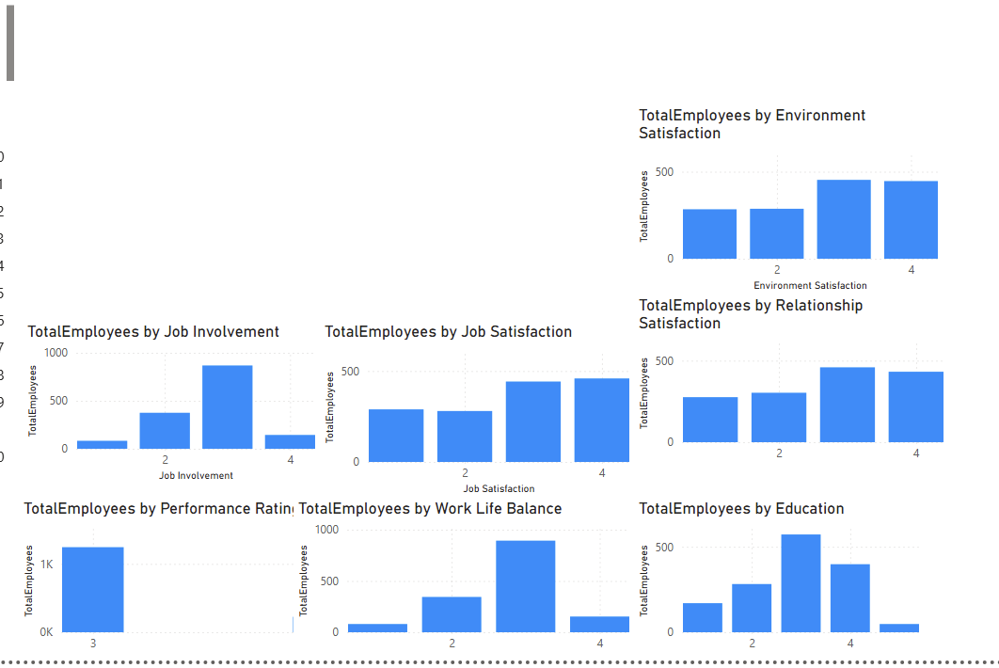 TotalEmployees by Environment
Satisfaction
TotalEmployees
500
0
2
4
Environment Satisfaction
TotalEmployees by Relationship
Satisfaction
TotalEmployees
500
0
2
4
TotalEmployees by Job Involvement
TotalEmployees
1000
500
0
2
4
Job Involvement
TotalEmployees by Job Satisfaction
TotalEmployees
500
0
2
4
Job Satisfaction
TotalEmployees by Performance Rating
TotalEmployees
1K
0K
3
TotalEmployees by Work Life Balance
TotalEmployees
1000
500
0
2
4
TotalEmployees by Education
TotalEmployees
500
0
2
4